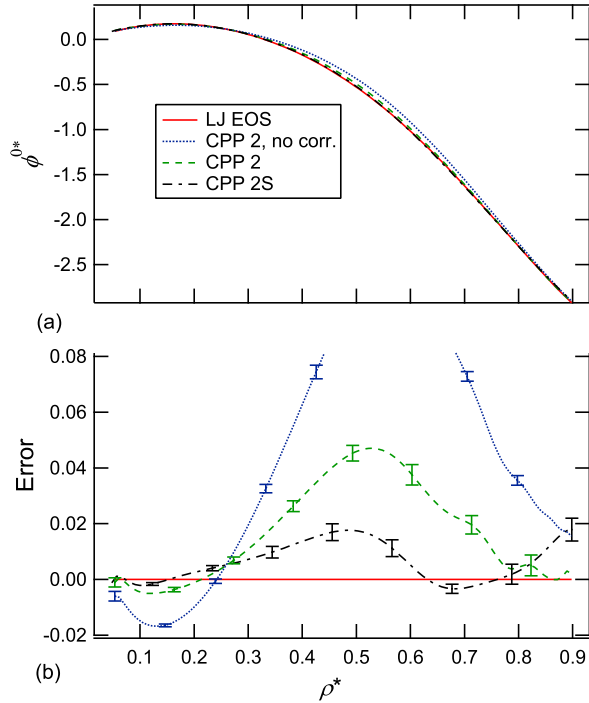 0.0
-0.5
-1.0
-1.5
-2.0
-2.5
ϕ⁰*
LJ EOS
CPP 2, no corr.
CPP 2
CPP 2S
(a)
0.08
0.06
0.04
0.02
0.00
-0.02
Error
0.1 0.2 0.3 0.4 0.5 0.6 0.7 0.8 0.9
(b)
ρ*